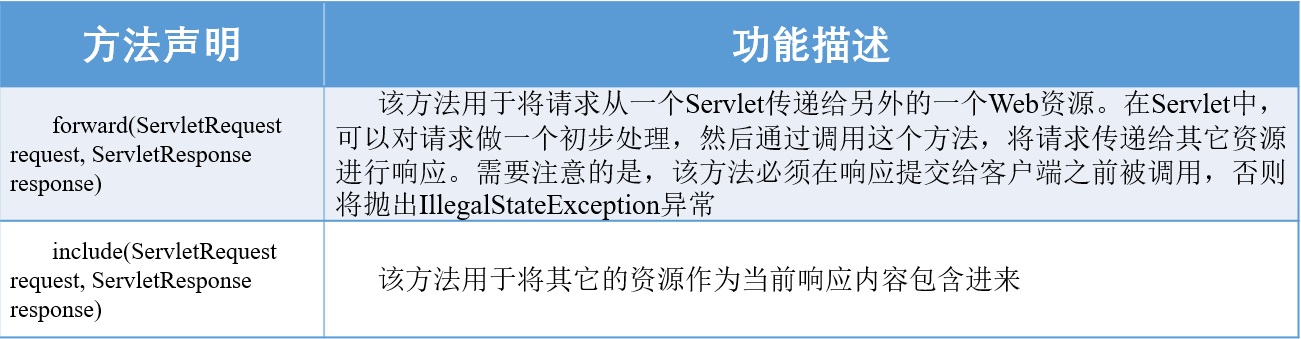 方法声明
功能描述
forward(ServletRequest
request, ServletResponse
response)
该方法用于将请求从一个Servlet传递给另外的一个Web资源。在Servlet中，
可以对请求做一个初步处理，然后通过调用这个方法，将请求传递给其它资源
进行响应。需要注意的是，该方法必须在响应提交给客户端之前被调用，否则
将抛出IllegalStateException异常
include(ServletRequest
request, ServletResponse
response)
该方法用于将其它的资源作为当前响应内容包含进来